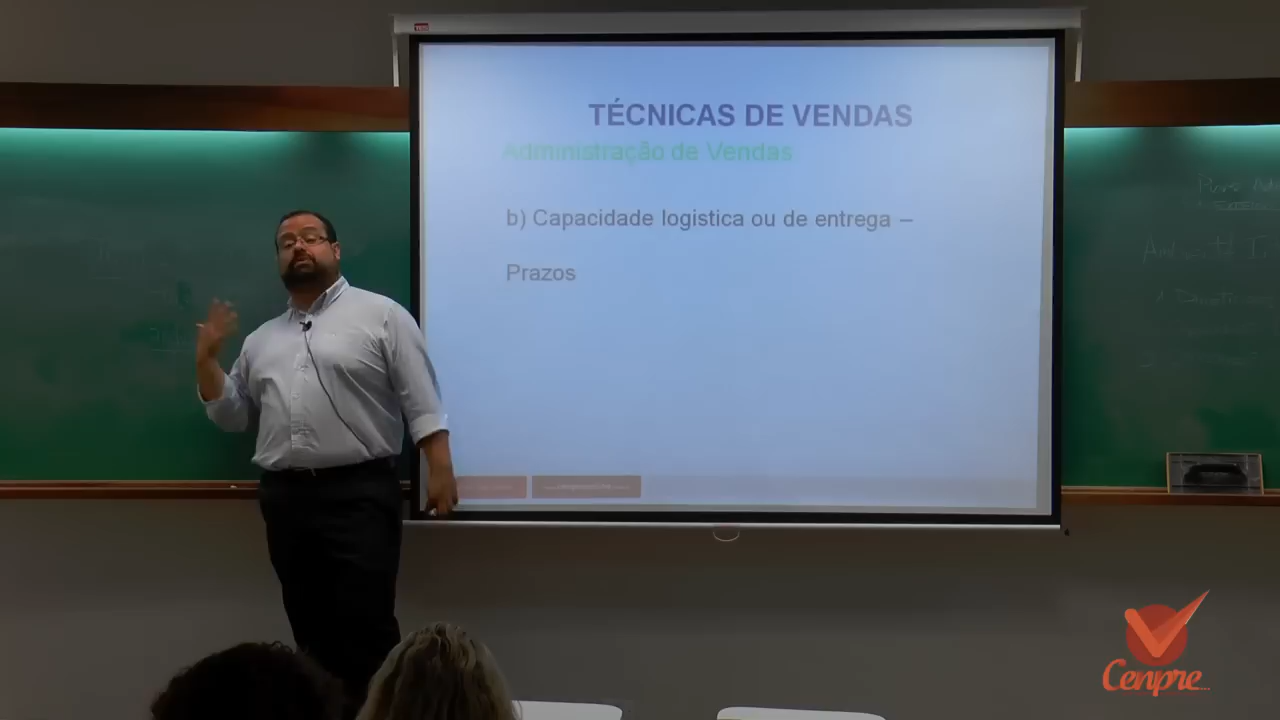 TÉCNICAS DE VENDAS
Administração de Vendas
b) Capacidade logistica ou de entrega –
Prazos
Cenpre